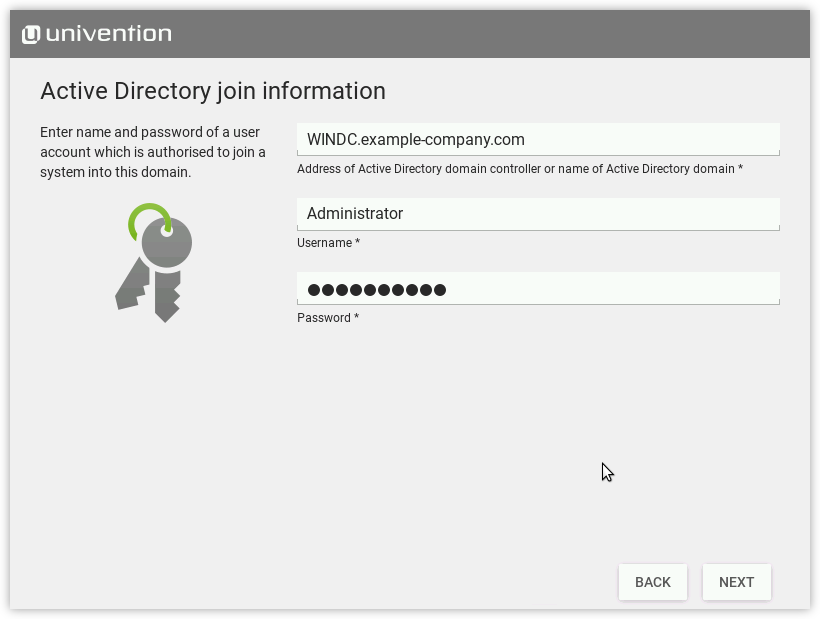 univention
Active Directory join information
Enter name and password of a user
account which is authorised to join a
system into this domain.
WINDC.example-company.com
Address of Active Directory domain controller or name of Active Directory domain *
Administrator
Username *
●●●●●●●●●●
Password *
BACK
NEXT